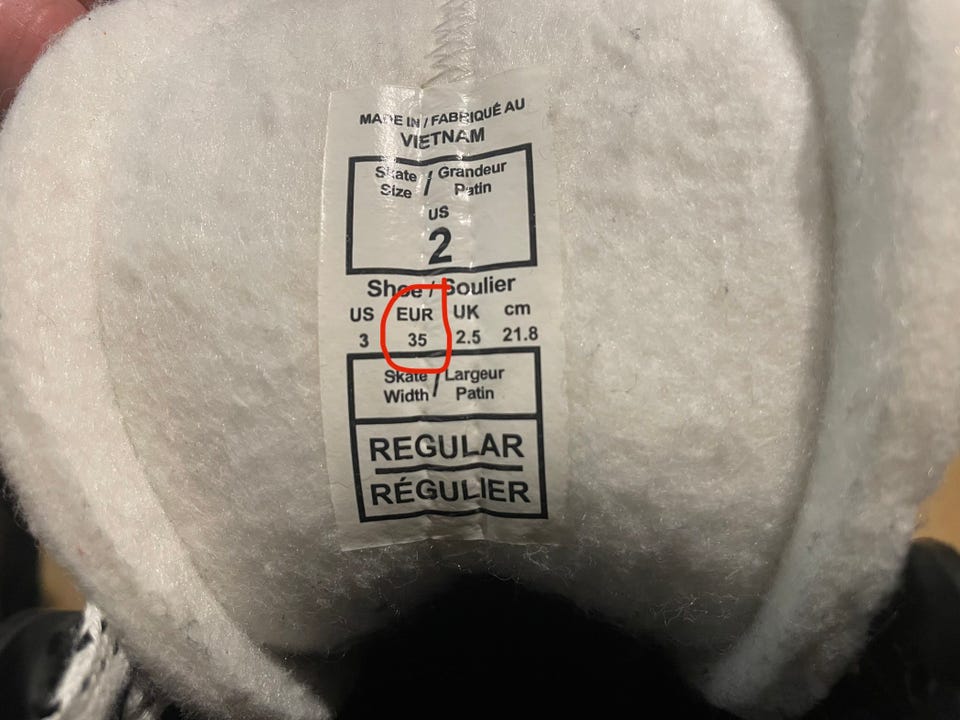 MADE IN / FABRIQUÉ AU
VIETNAM
Skate / Grandeur
Size Patin
US
2
Shoe / Soulier
US EUR UK cm
3 35 2.5 21.8
Skate / Largeur
Width Patin
REGULAR
RÉGULIER